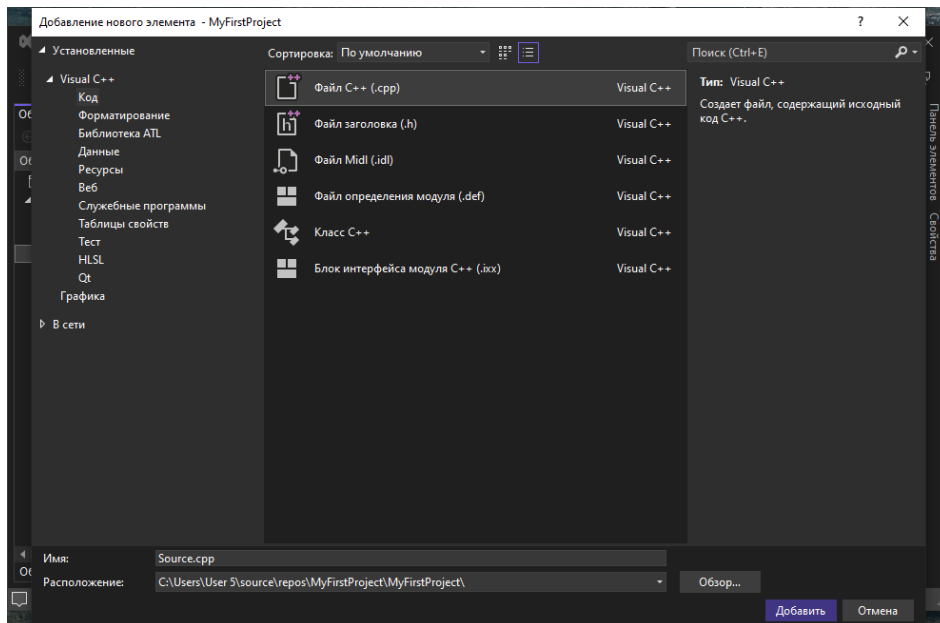 Добавление нового элемента - MyFirstProject
? ×
Установленные
Сортировка: По умолчанию
Поиск (Ctrl+E)
Visual C++
Код
Форматирование
Библиотека ATL
Данные
Ресурсы
Веб
Служебные программы
Таблицы свойств
Тест
HLSL
Qt
Графика
В сети
Файл C++ (.cpp) Visual C++
Файл заголовка (.h) Visual C++
Файл Midl (.idl) Visual C++
Файл определения модуля (.def) Visual C++
Класс C++ Visual C++
Блок интерфейса модуля C++ (.ixx) Visual C++
Тип: Visual C++
Создает файл, содержащий исходный
код C++.
Панель элементов
Свойства
Имя: Source.cpp
Расположение: C:\Users\User 5\source\repos\MyFirstProject\MyFirstProject\
Обзор...
Добавить Отмена